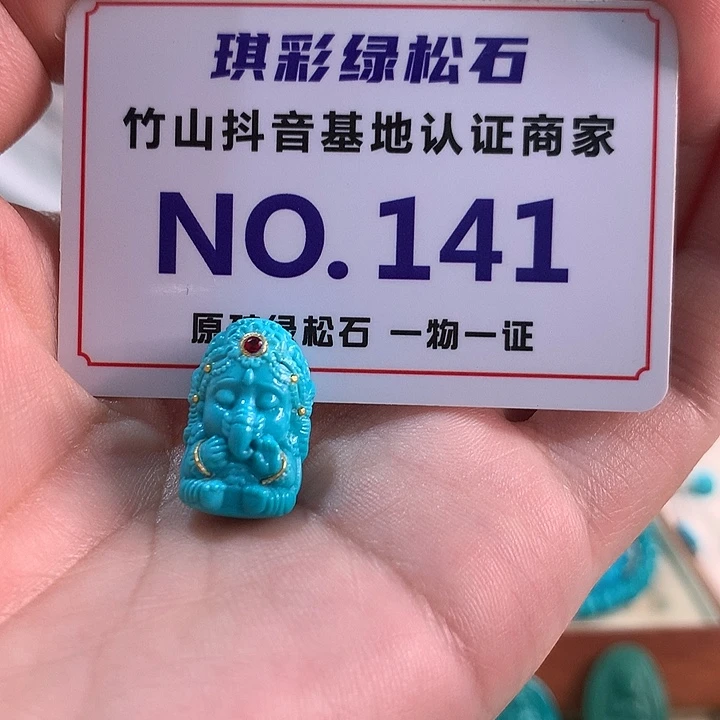 琪彩绿松石
竹山抖音基地认证商家
NO.141
原矿绿松石 一物一证